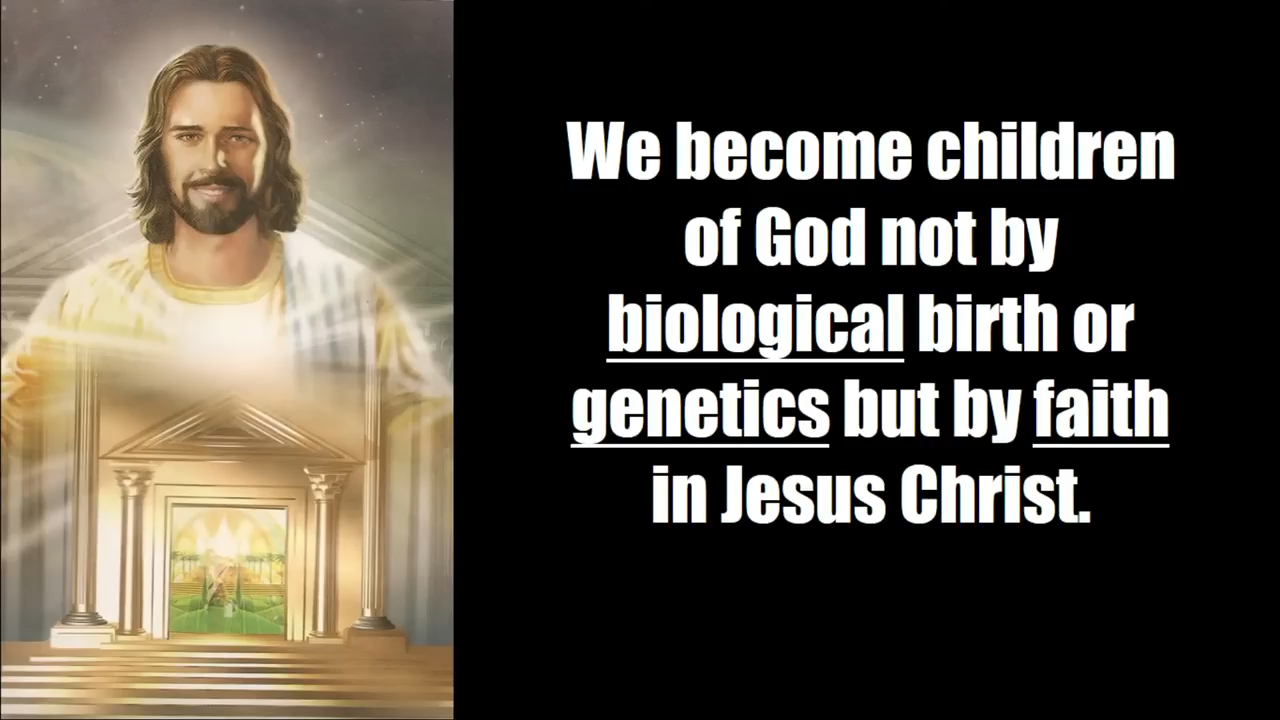 We become children
of God not by
biological birth or
genetics but by faith
in Jesus Christ.